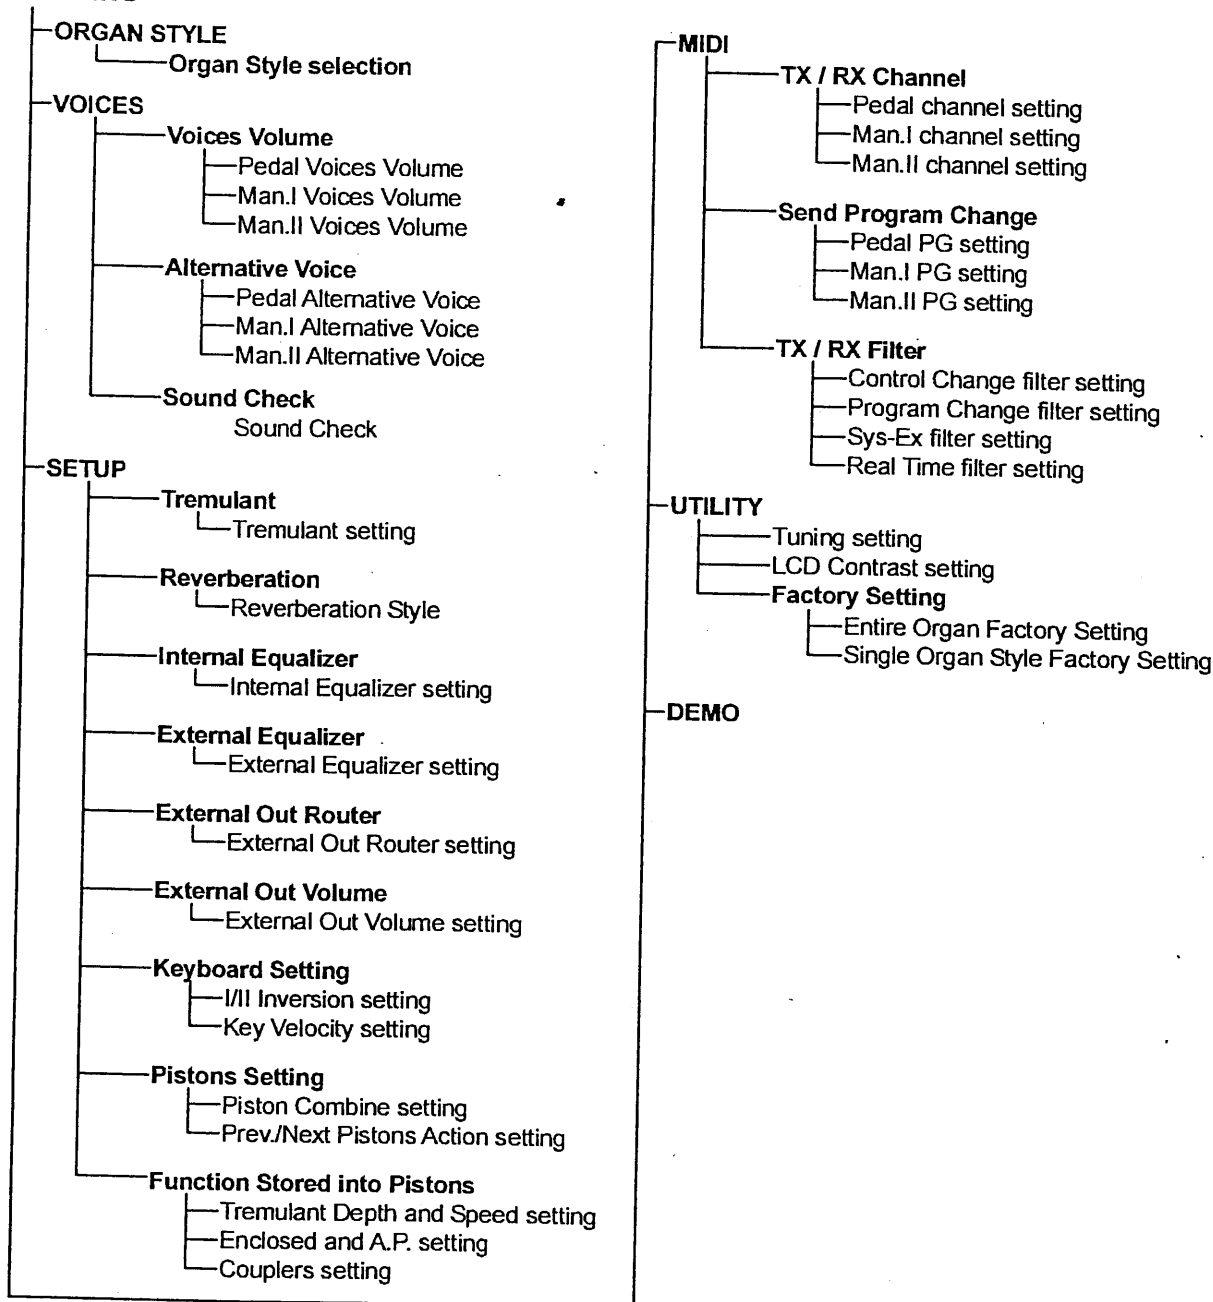 ORGAN STYLE
Organ Style selection
VOICES
Voices Volume
Pedal Voices Volume
Man.I Voices Volume
Man.II Voices Volume
Alternative Voice
Pedal Alternative Voice
Man.I Alternative Voice
Man.II Alternative Voice
Sound Check
Sound Check
SETUP
Tremulant
Tremulant setting
Reverberation
Reverberation Style
Internal Equalizer
Internal Equalizer setting
External Equalizer
External Equalizer setting
External Out Router
External Out Router setting
External Out Volume
External Out Volume setting
Keyboard Setting
I/II Inversion setting
Key Velocity setting
Pistons Setting
Piston Combine setting
Prev./Next Pistons Action setting
Function Stored into Pistons
Tremulant Depth and Speed setting
Enclosed and A.P. setting
Couplers setting
MIDI
TX / RX Channel
Pedal channel setting
Man.I channel setting
Man.II channel setting
Send Program Change
Pedal PG setting
Man.I PG setting
Man.II PG setting
TX / RX Filter
Control Change filter setting
Program Change filter setting
Sys-Ex filter setting
Real Time filter setting
UTILITY
Tuning setting
LCD Contrast setting
Factory Setting
Entire Organ Factory Setting
Single Organ Style Factory Setting
DEMO